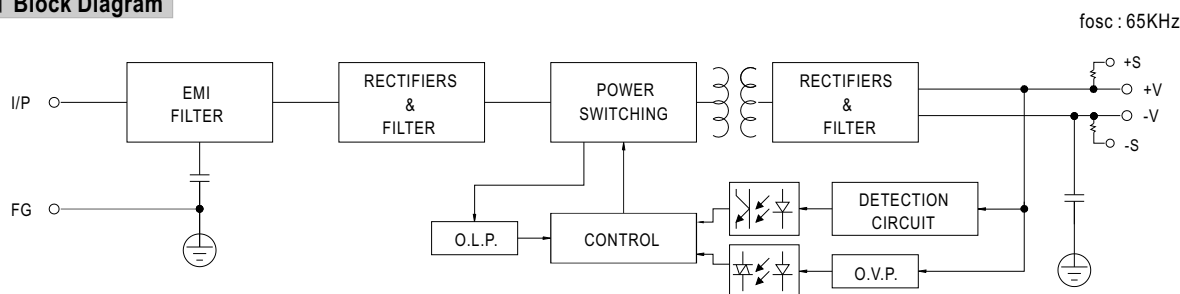 Block Diagram
fosc : 65KHz
I/P
EMI
FILTER
RECTIFIERS
&
FILTER
POWER
SWITCHING
RECTIFIERS
&
FILTER
+S
+V
-V
-S
FG
O.L.P.
CONTROL
DETECTION
CIRCUIT
O.V.P.